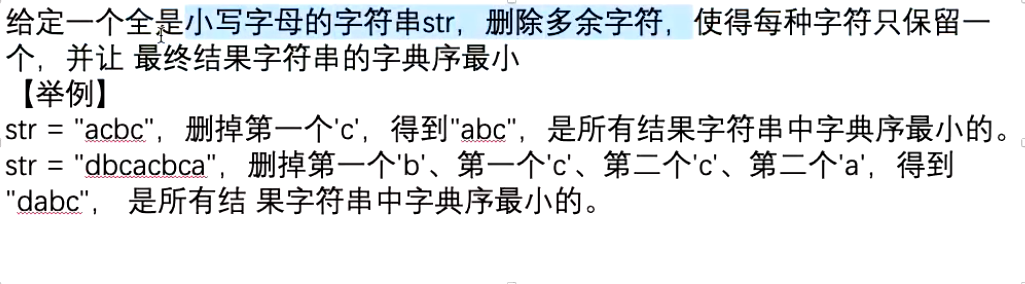 给定一个全是小写字母的字符串str，删除多余字符，使得每种字符只保留一
个，并让 最终结果字符串的字典序最小
【举例】
str = "acbc"，删掉第一个'c'，得到"abc"，是所有结果字符串中字典序最小的。
str = "dbcacbca"，删掉第一个'b'、第一个'c'、第二个'c'、第二个'a'，得到
"dabc"， 是所有结 果字符串中字典序最小的。